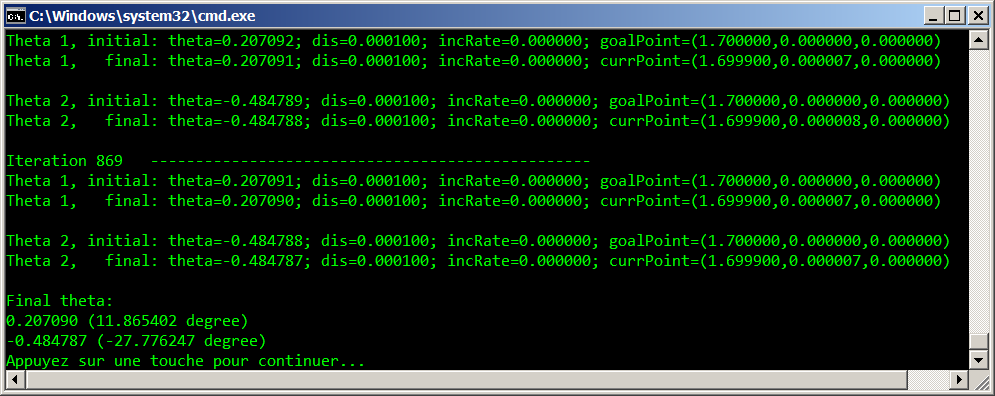 C:\Windows\system32\cmd.exe
Theta 1, initial: theta=0.207092; dis=0.000100; incRate=0.000000; goalPoint=(1.700000,0.000000,0.000000)
Theta 1,   final: theta=0.207091; dis=0.000100; incRate=0.000000; currPoint=(1.699900,0.000007,0.000000)
Theta 2, initial: theta=-0.484789; dis=0.000100; incRate=0.000000; goalPoint=(1.700000,0.000000,0.000000)
Theta 2,   final: theta=-0.484788; dis=0.000100; incRate=0.000000; currPoint=(1.699900,0.000008,0.000000)
Iteration 869   -------------------------------------------------
Theta 1, initial: theta=0.207091; dis=0.000100; incRate=0.000000; goalPoint=(1.700000,0.000000,0.000000)
Theta 1,   final: theta=0.207090; dis=0.000100; incRate=0.000000; currPoint=(1.699900,0.000007,0.000000)
Theta 2, initial: theta=-0.484788; dis=0.000100; incRate=0.000000; goalPoint=(1.700000,0.000000,0.000000)
Theta 2,   final: theta=-0.484787; dis=0.000100; incRate=0.000000; currPoint=(1.699900,0.000007,0.000000)
Final theta:
0.207090 (11.865402 degree)
-0.484787 (-27.776247 degree)
Appuyez sur une touche pour continuer...